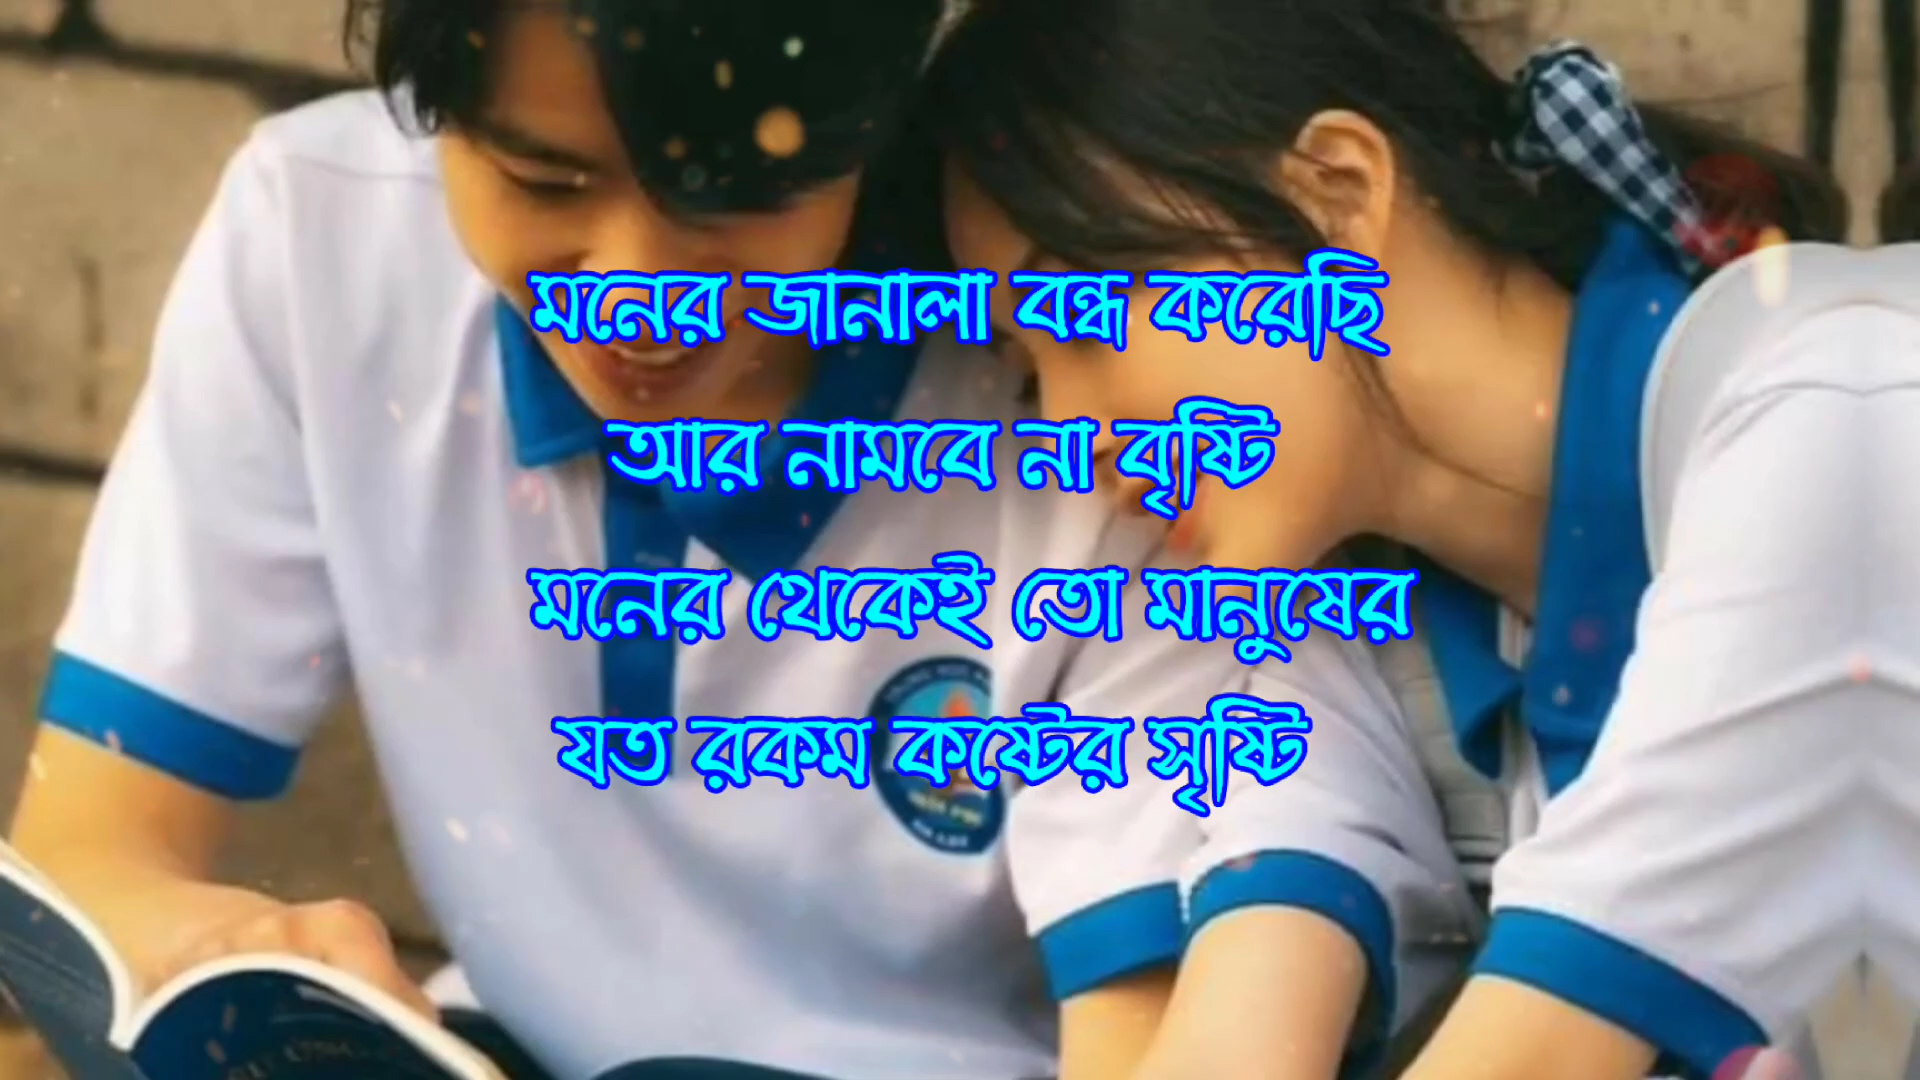 মনের জানালা বন্ধ করেছি
আর নামবে না বৃষ্টি
মনের থেকেই তো মানুষের
যত রকম কষ্টের সৃষ্টি